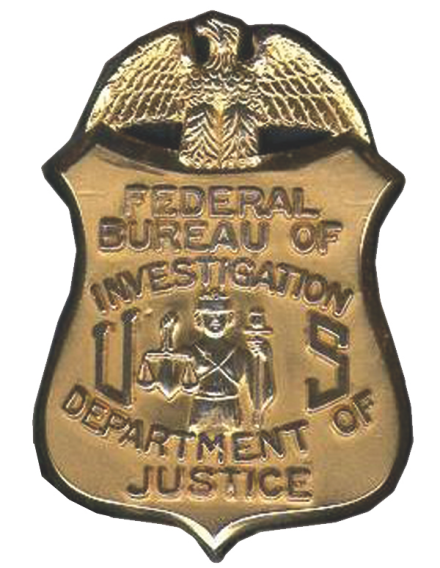 FEDERAL
BUREAU OF
INVESTIGATION
U S
DEPARTMENT OF
JUSTICE